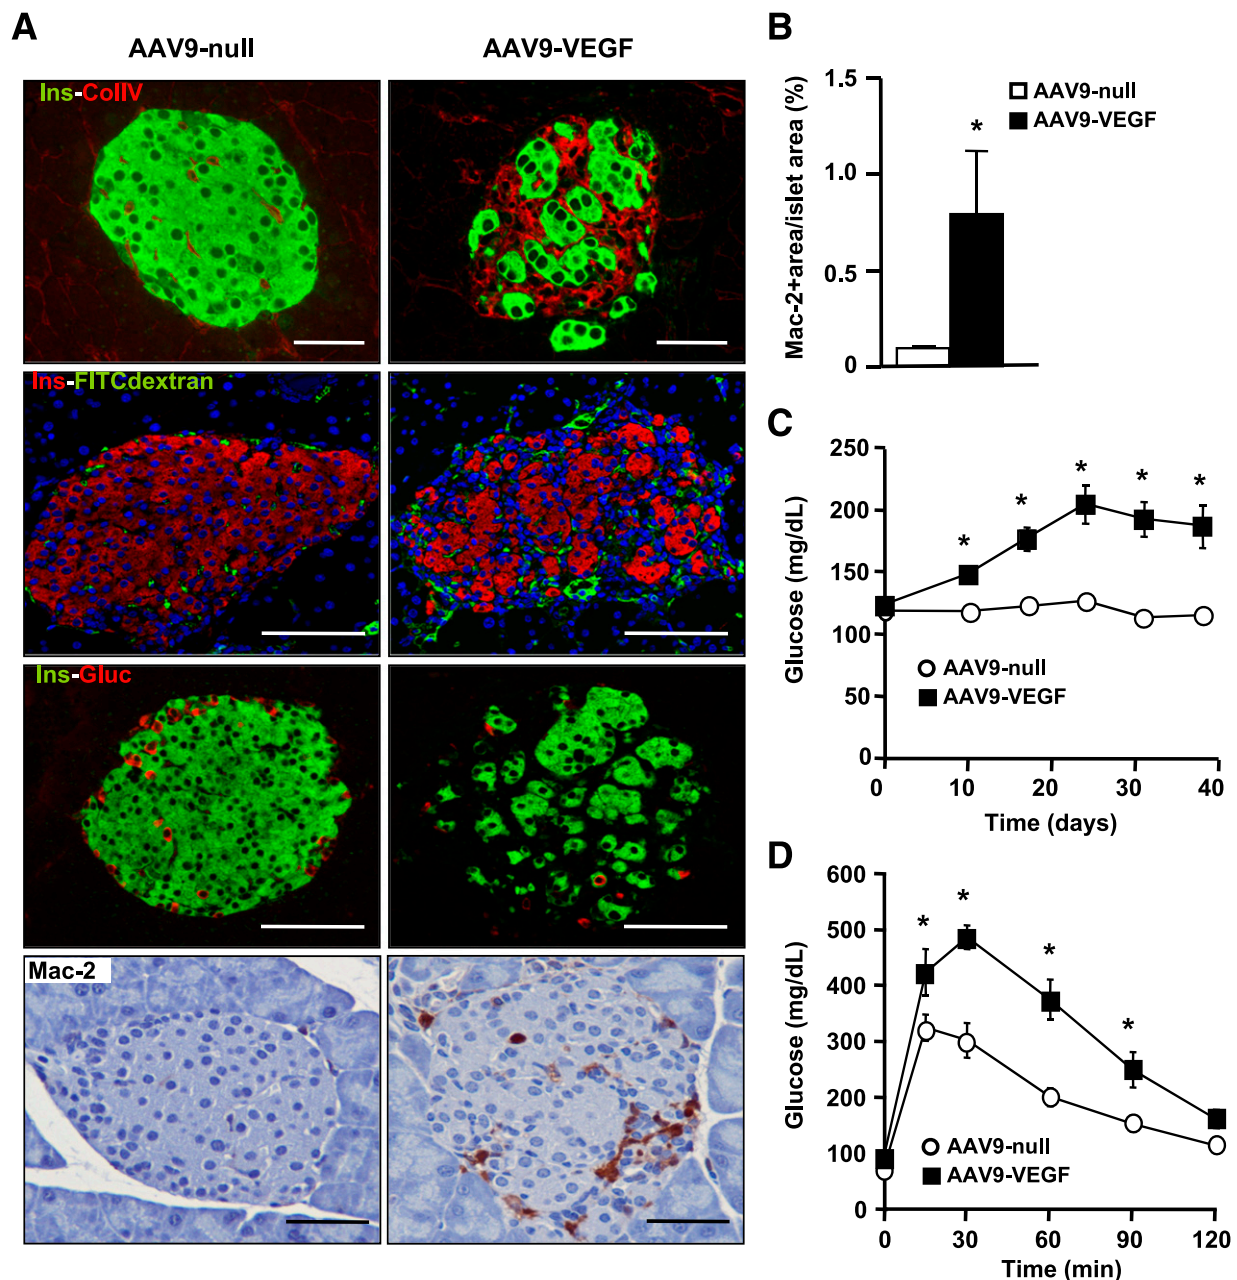 A
AAV9-null
AAV9-VEGF
Ins-CollV
Ins-FITCdextran
Ins-Gluc
Mac-2
B
Mac-2+area/islet area (%)
1.5
1.0
0.5
0
*
AAV9-null
AAV9-VEGF
C
Glucose (mg/dL)
250
200
150
100
50
0
* * * * *
AAV9-null
AAV9-VEGF
0 10 20 30 40
Time (days)
D
Glucose (mg/dL)
600
500
400
300
200
100
0
* * * *
AAV9-null
AAV9-VEGF
0 30 60 90 120
Time (min)